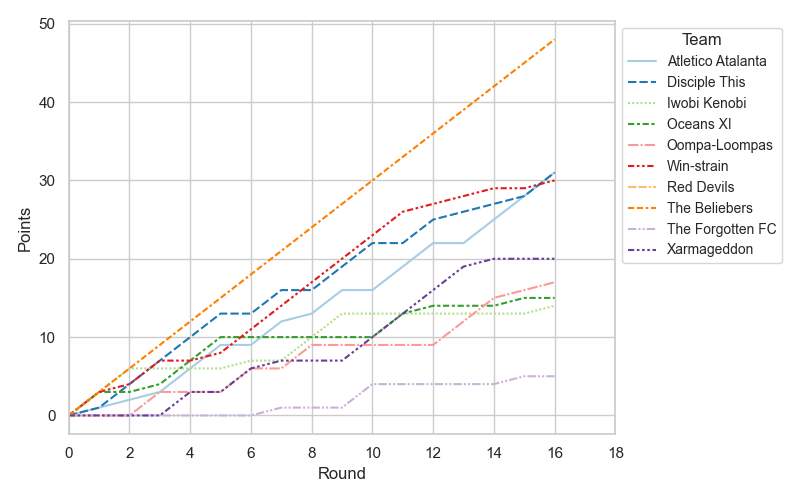 50
40
30
20
10
0
Points
0 2 4 6 8 10 12 14 16 18
Round
Team
Atletico Atalanta
Disciple This
Iwobi Kenobi
Oceans XI
Oompa-Loompas
Win-strain
Red Devils
The Beliebers
The Forgotten FC
Xarmageddon